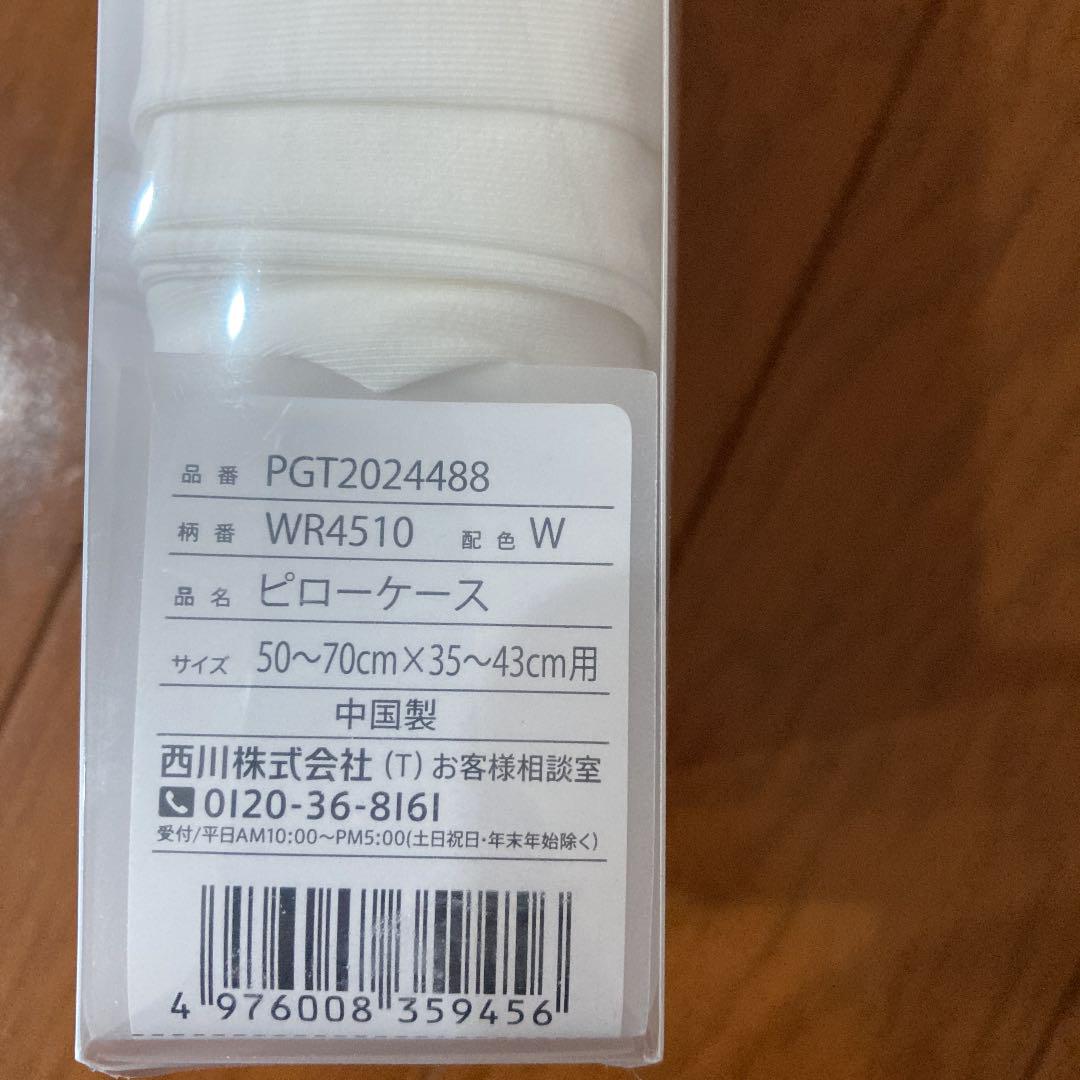 品番 PGT2024488
柄番 WR4510 配色 W
品名 ピローケース
サイズ 50〜70cm×35〜43cm用
中国製
西川株式会社 (T) お客様相談室
0120-36-8161
受付/平日AM10:00〜PM5:00(土日祝日・年末年始除く)
4 976008 359456